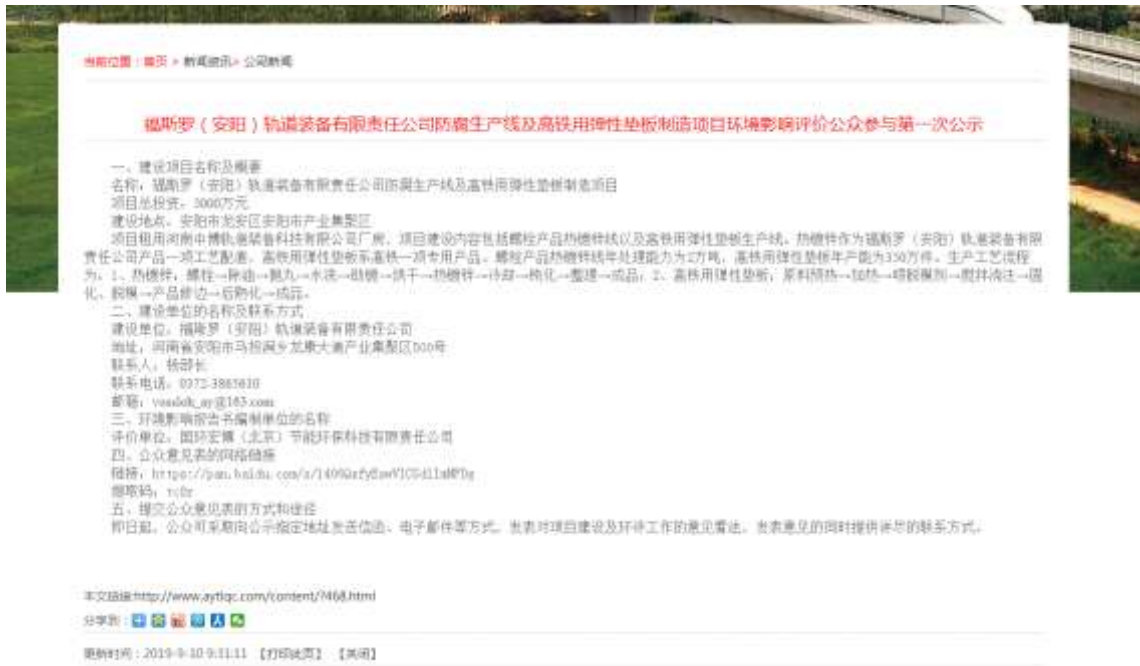 当前位置：首页 > 新闻资讯> 公司新闻
福斯罗（安阳）轨道装备有限责任公司防腐生产线及高铁用弹性垫板制造项目环境影响评价公众参与第一次公示
一、建设项目名称及概要
名称：福斯罗（安阳）轨道装备有限责任公司防腐生产线及高铁用弹性垫板制造项目
项目总投资：3000万元
建设地点：安阳市龙安区安阳市产业集聚区
项目租用河南中博轨道装备科技有限公司厂房，项目建设内容包括螺栓产品热镀锌线以及高铁用弹性垫板生产线。热镀锌作为福斯罗（安阳）轨道装备有限
责任公司产品一项工艺配套，高铁用弹性垫板系高铁一项专用产品。螺栓产品热镀锌线年处理能力为2万吨，高铁用弹性垫板年产能为350万件。生产工艺流程
为：1、热镀锌：螺栓→除油→抛丸→水洗→助镀→烘干→热镀锌→冷却→钝化→整理→成品；2、高铁用弹性垫板：原料预热→加热→喷脱模剂→搅拌浇注→固
化、脱模→产品修边→后熟化→成品。
二、建设单位的名称及联系方式
建设单位：福斯罗（安阳）轨道装备有限责任公司
地址：河南省安阳市马投涧乡龙康大道产业集聚区500号
联系人：杨部长
联系电话：0372-3865610
邮箱：@163.com
三、环境影响报告书编制单位的名称
评价单位：国环宏博（北京）节能环保科技有限责任公司
四、公众意见表的网络链接
链接：https://pan.baidu.com/s/
提取码：
五、提交公众意见表的方式和途径
即日起，公众可采取向公示指定地址发送信函、电子邮件等方式，发表对项目建设及环评工作的意见看法。发表意见的同时提供详尽的联系方式。
本文链接:http://www.aytlqc.com/content/?468.html
分享到：
更新时间：2019-9-10 9:11:11 【打印此页】 【关闭】